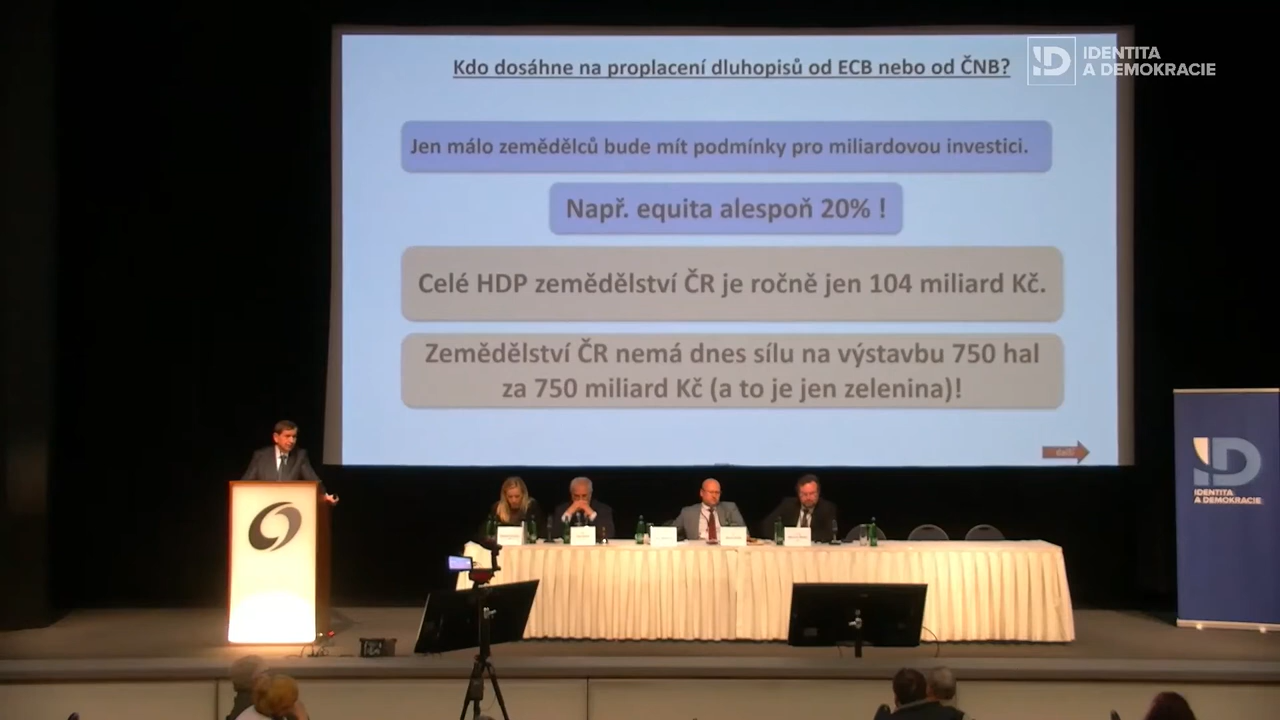 Kdo dosáhne na proplacení dluhopisů od ECB nebo od ČNB?
IDENTITA
A DEMOKRACIE
Jen málo zemědělců bude mít podmínky pro miliardovou investici.
Např. equita alespoň 20% !
Celé HDP zemědělství ČR je ročně jen 104 miliard Kč.
Zemědělství ČR nemá dnes sílu na výstavbu 750 hal
za 750 miliard Kč (a to je jen zelenina)!
další
IDENTITA
A DEMOKRACIE